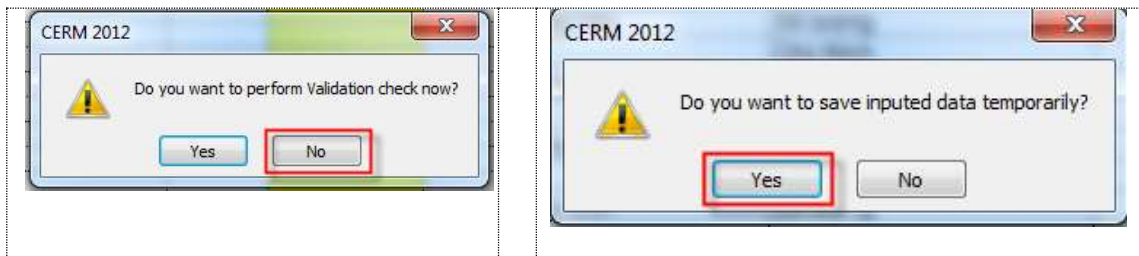 CERM 2012
Do you want to perform Validation check now?
Yes No
CERM 2012
Do you want to save inputed data temporarily?
Yes No